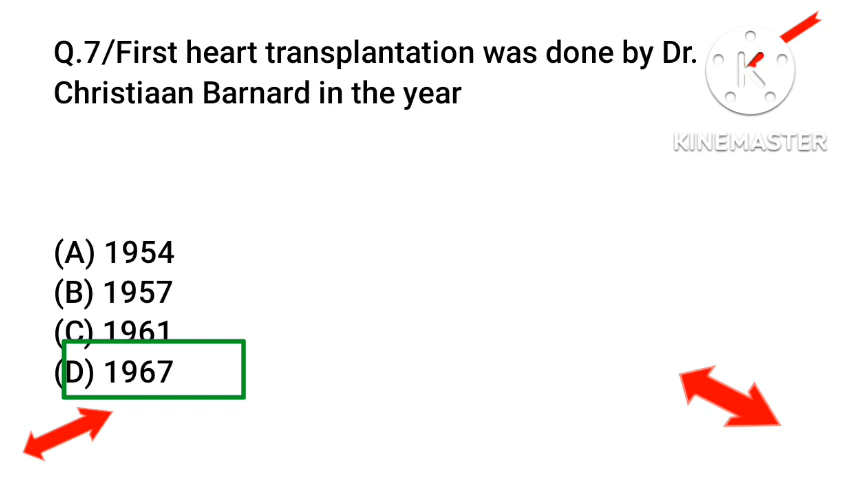 Q.7/First heart transplantation was done by Dr.
Christiaan Barnard in the year
KINEMASTER
(A) 1954
(B) 1957
(C) 1961
(D) 1967